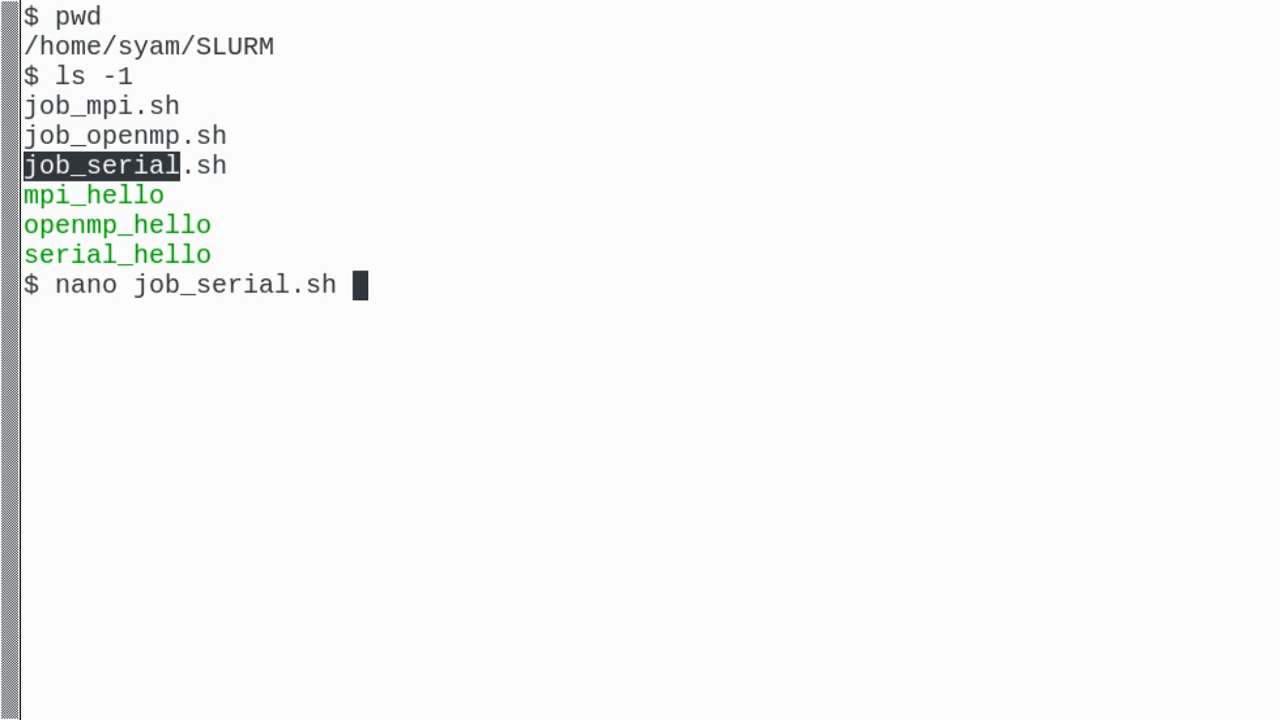 $ pwd
/home/syam/SLURM
$ ls -1
job_mpi.sh
job_openmp.sh
job_serial.sh
mpi_hello
openmp_hello
serial_hello
$ nano job_serial.sh